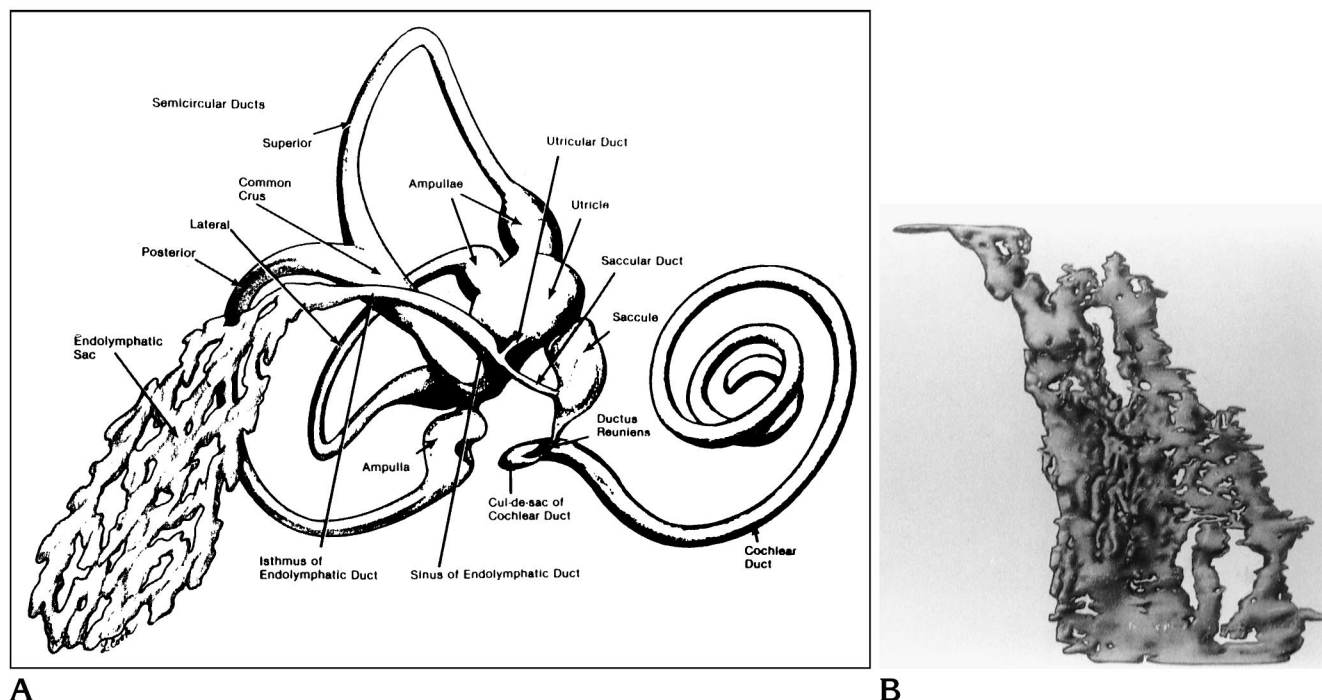 Semicircular Ducts
Superior
Utricular Duct
Common
Crus
Ampullae
Utricle
Lateral
Posterior
Saccular Duct
Saccule
Endolymphatic
Sac
Ductus
Reuniens
Ampulla
Cul-de-sac of
Cochlear Duct
Isthmus of
Endolymphatic Duct
Sinus of Endolymphatic Duct
Cochlear
Duct
A
B